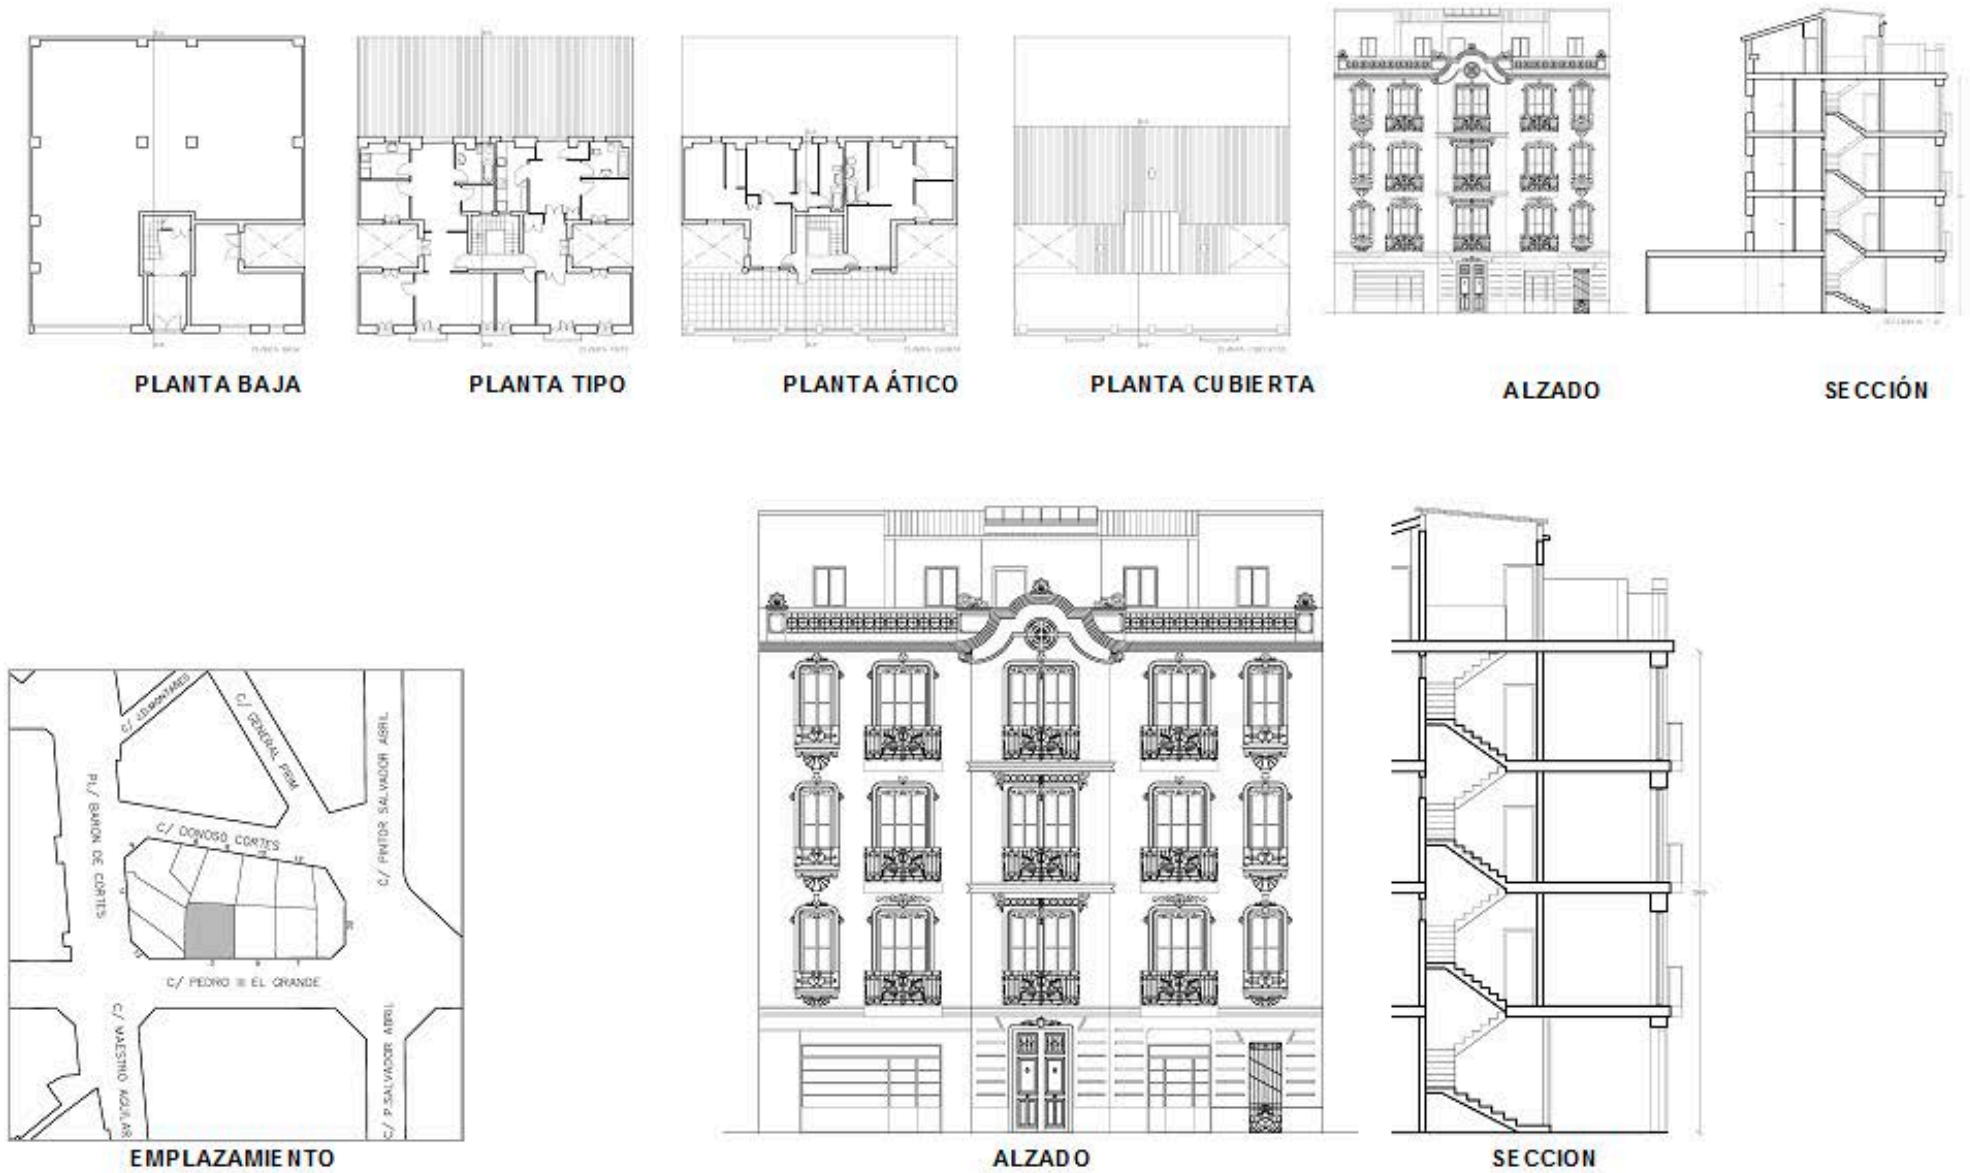 PLANTA BAJA
PLANTA TIPO
PLANTA ÁTICO
PLANTA CUBIERTA
ALZADO
SECCIÓN
C/ GENERAL PRIM
C/ PINTOR SALVADOR ABRIL
PL/ BARON DE CORTES
C/ DONOSO CORTES
C/ PEDRO III EL GRANDE
C/ MAESTRO AGUILAR
C/ P.SALVADOR ABRIL
EMPLAZAMIENTO
ALZADO
SECCION